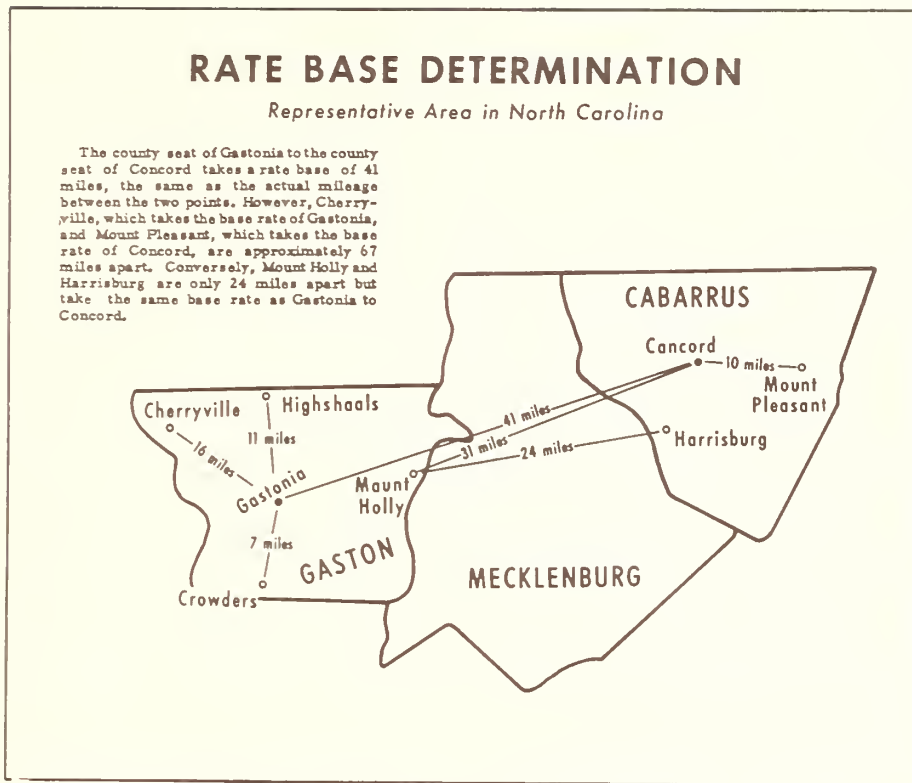 RATE BASE DETERMINATION
Representative Area in North Carolina
The county seat of Gastonia to the county
seat of Concord takes a rate base of 41
miles, the same as the actual mileage
between the two points. However, Cherry-
ville, which takes the base rate of Gastonia,
and Mount Pleasant, which takes the base
rate of Concord, are approximately 67
miles apart. Conversely, Mount Holly and
Harrisburg are only 24 miles apart but
take the same base rate as Gastonia to
Concord.
CABARRUS
Cancord
10 miles
Mount
Pleasant
Cherryville
Highshaals
41 miles
11 miles
31 miles
24 miles
Harrisburg
16 miles
Gastonia
Maunt
Holly
7 miles
GASTON
MECKLENBURG
Crowders